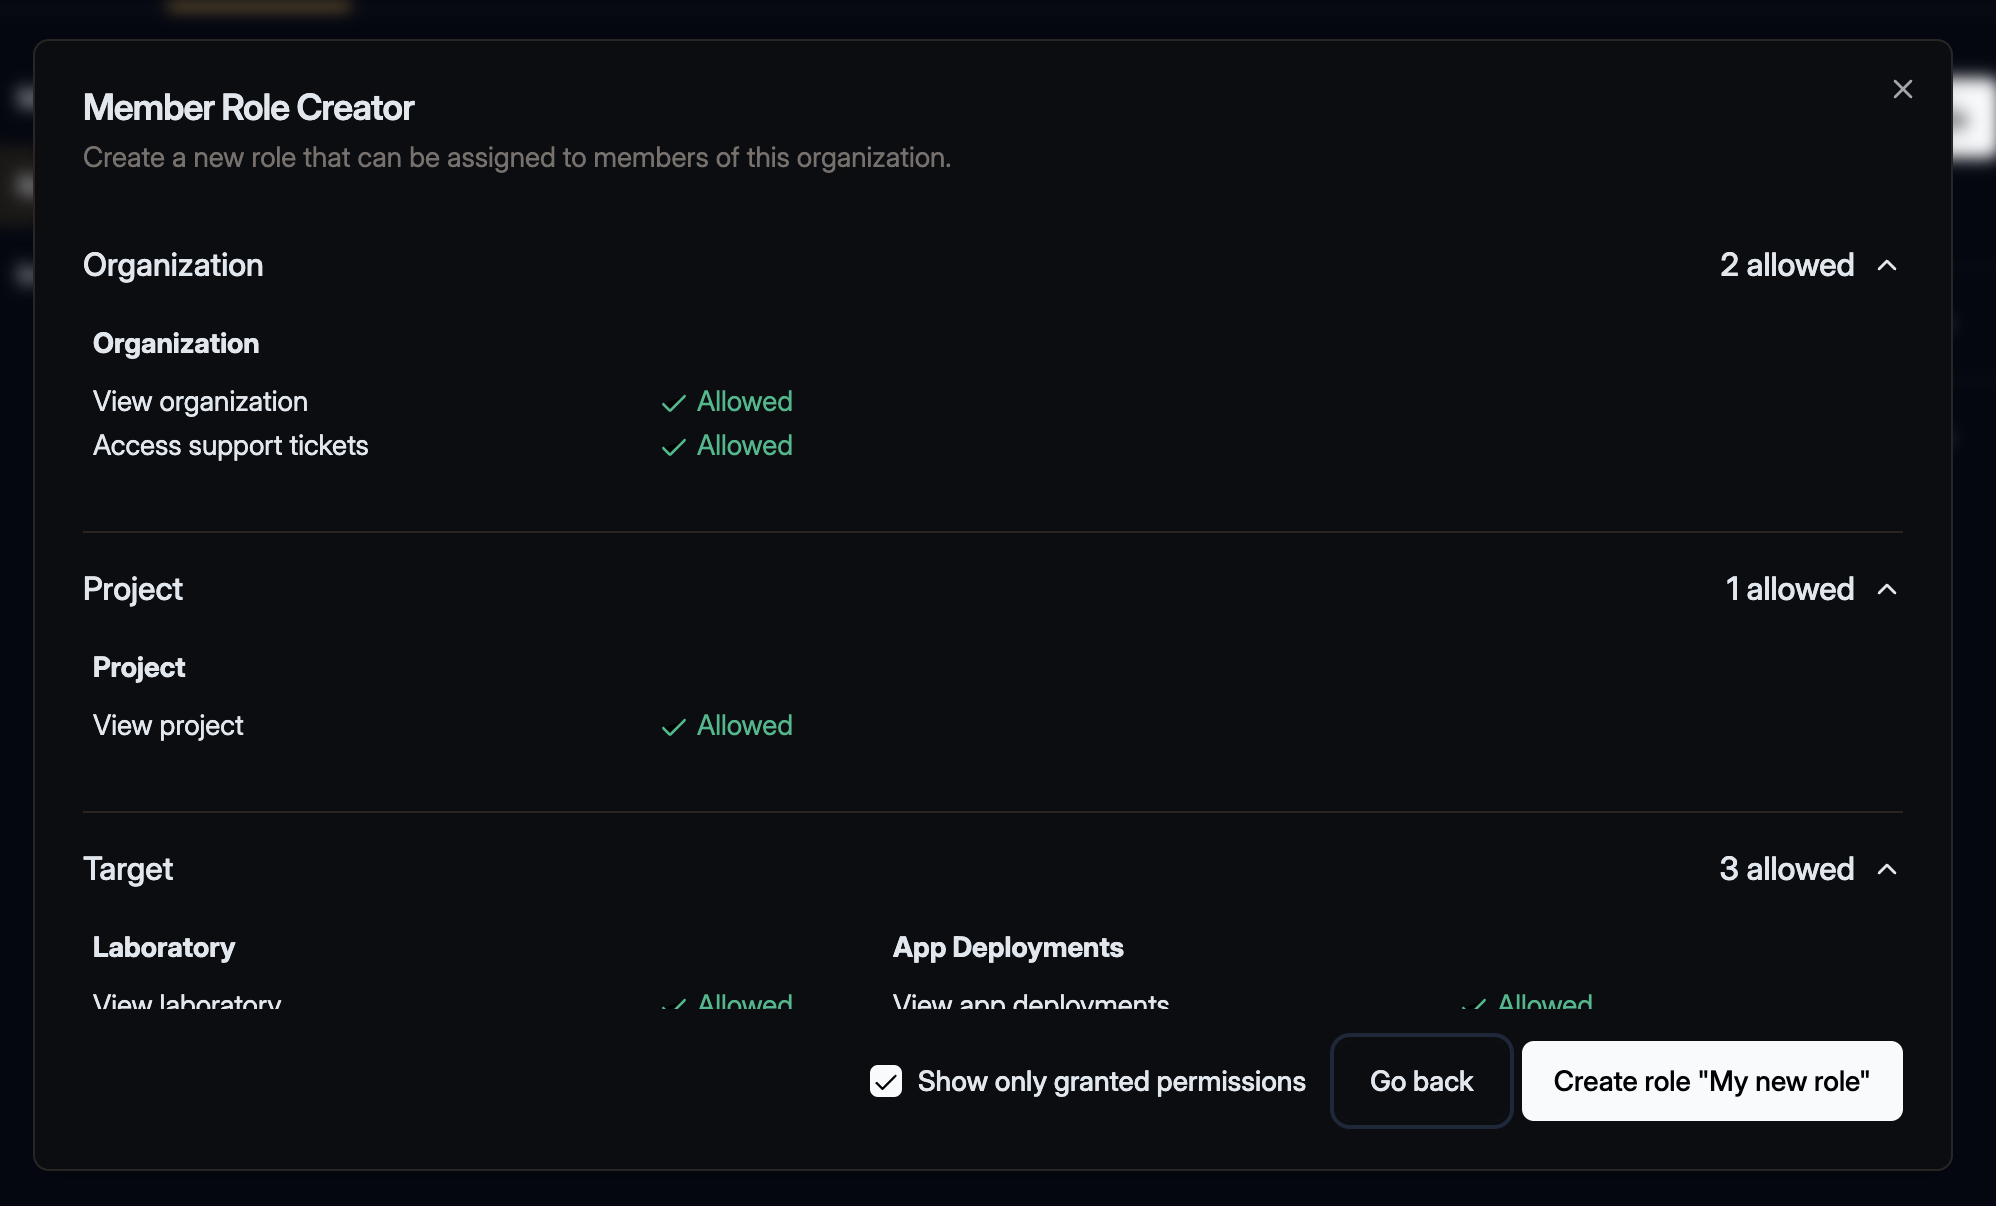 Member Role Creator
Create a new role that can be assigned to members of this organization.
Organization 2 allowed
Organization
View organization Allowed
Access support tickets Allowed
Project 1 allowed
Project
View project Allowed
Target 3 allowed
Laboratory App Deployments
View laboratory Allowed View app deployments Allowed
Show only granted permissions Go back Create role "My new role"